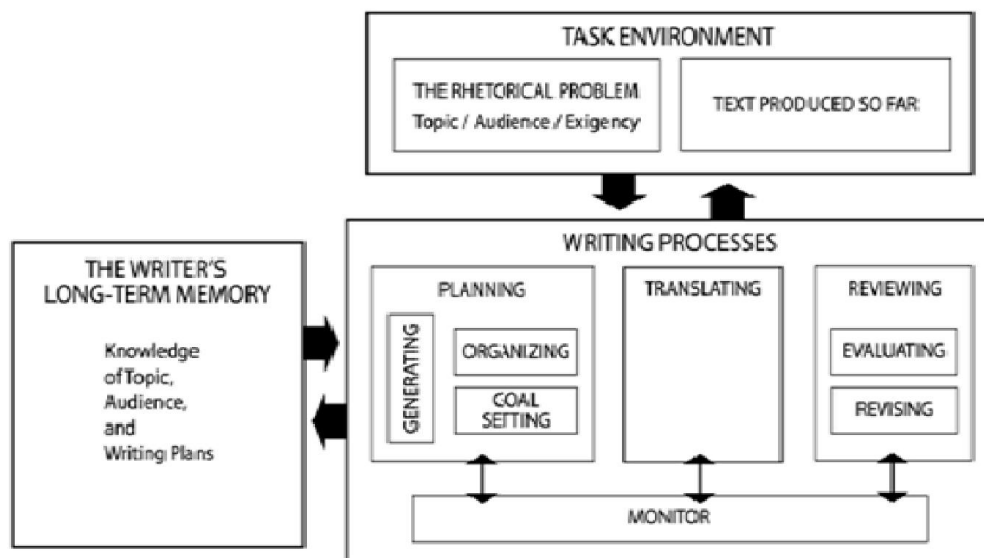 TASK ENVIRONMENT
THE RHETORICAL PROBLEM
Topic / Audience / Exigency
TEXT PRODUCED SO FAR
THE WRITER'S
LONG-TERM MEMORY
Knowledge
of Topic,
Audience,
and
Writing Plans
WRITING PROCESSES
PLANNING
GENERATING
ORGANIZING
GOAL
SETTING
TRANSLATING
REVIEWING
EVALUATING
REVISING
MONITOR